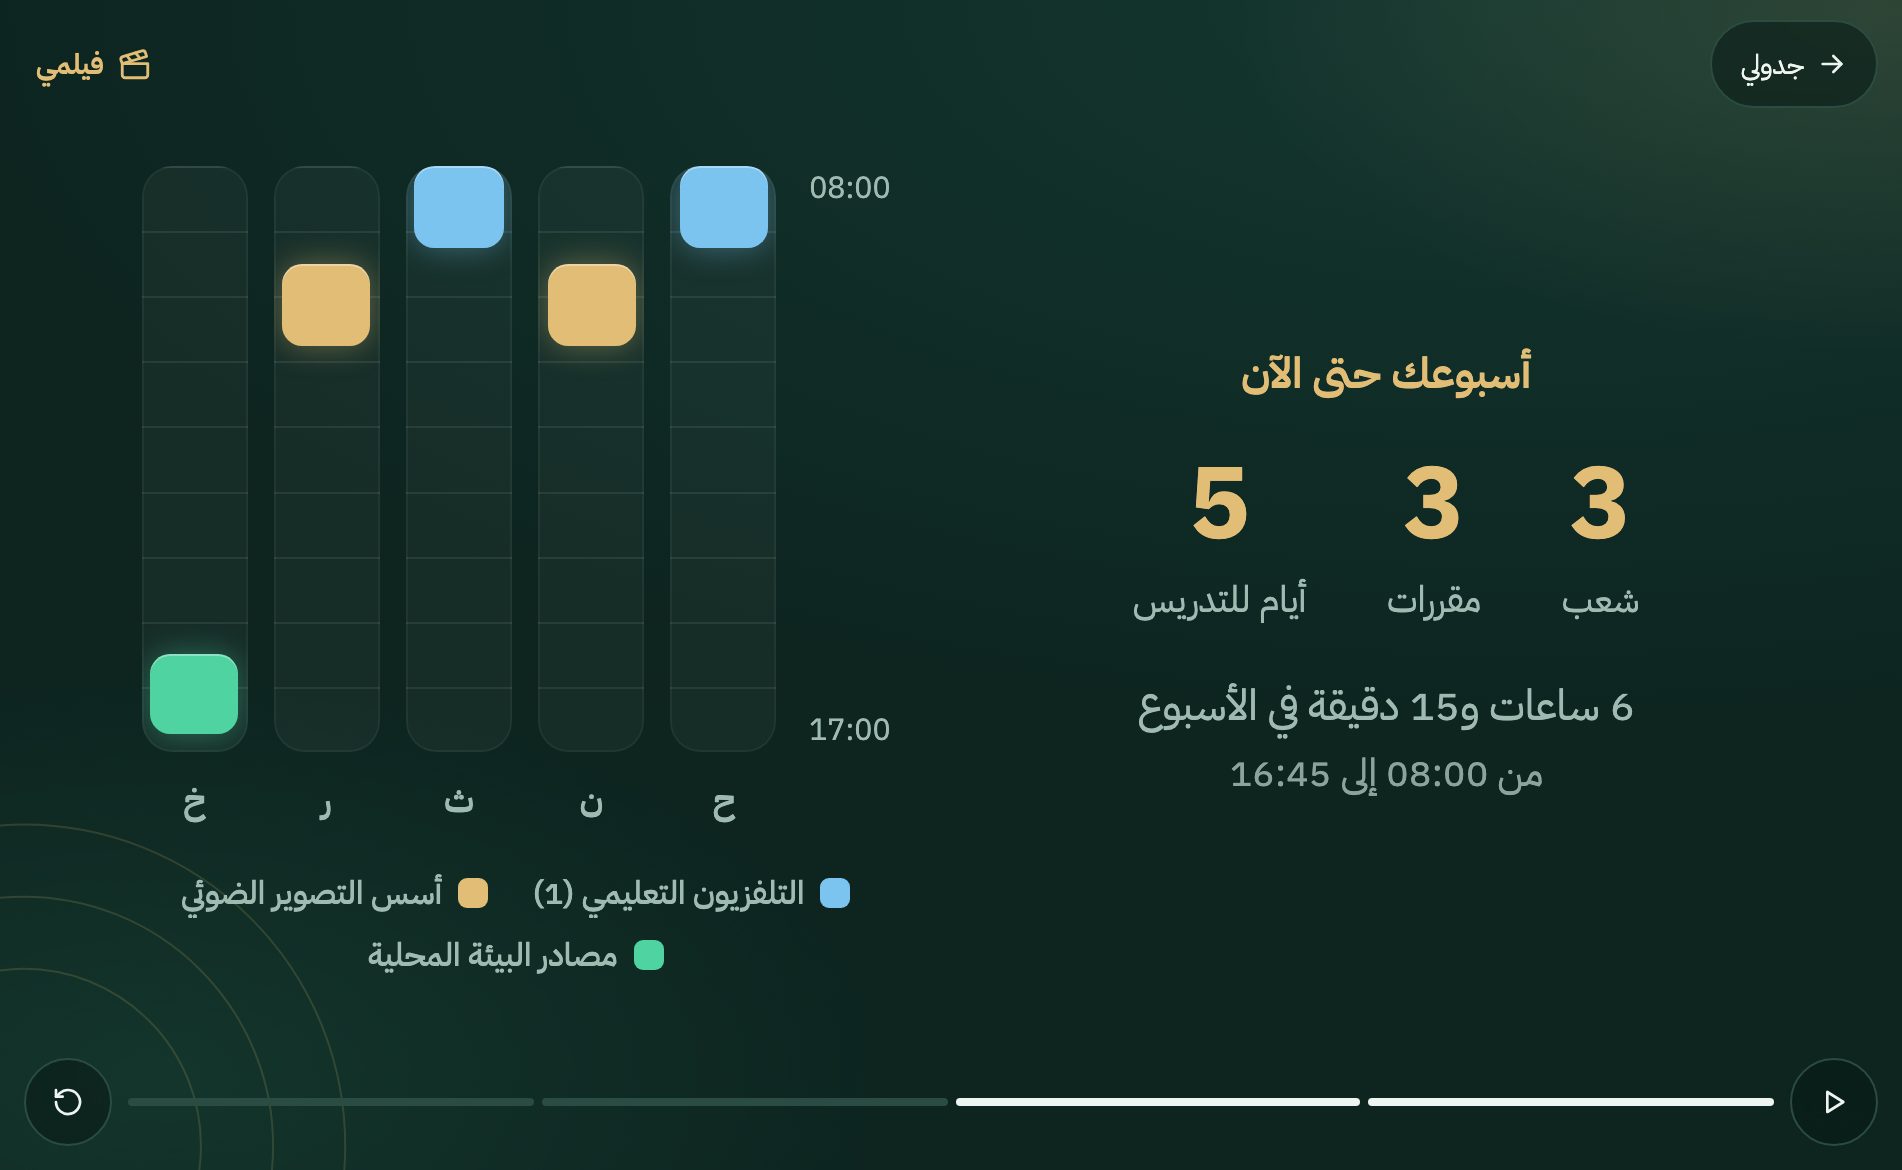 جدولي
فيلمي
أسبوعك حتى الآن
3 3 5
شعب مقررات أيام للتدريس
6 ساعات و15 دقيقة في الأسبوع
من 08:00 إلى 16:45
08:00
17:00
ح ن ث ر خ
التلفزيون التعليمي (1) أسس التصوير الضوئي
مصادر البيئة المحلية